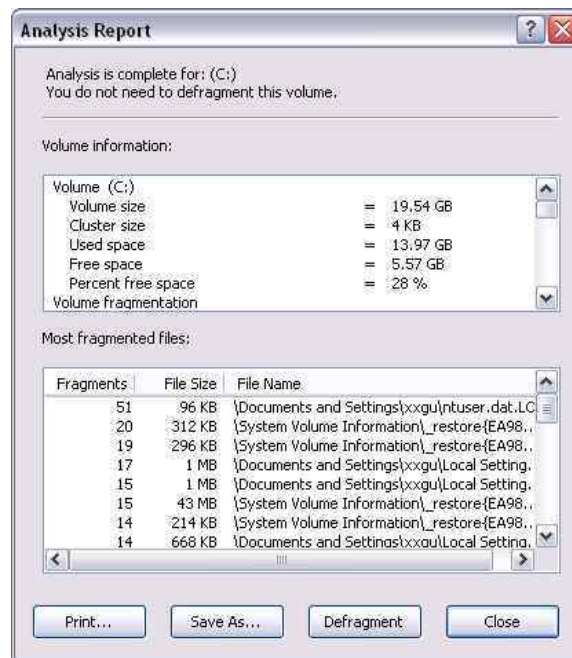 Analysis Report
Analysis is complete for: (C:)
You do not need to defragment this volume.
Volume information:
Volume (C:)
Volume size = 19.54 GB
Cluster size = 4 KB
Used space = 13.97 GB
Free space = 5.57 GB
Percent free space = 28 %
Volume fragmentation
Most fragmented files:
Fragments File Size File Name
51 96 KB \Documents and Settings\xxgu\ntuser.dat.LO
20 312 KB \System Volume Information\_restore{EA98..
19 296 KB \System Volume Information\_restore{EA98..
17 1 MB \Documents and Settings\xxgu\Local Setting.
15 1 MB \Documents and Settings\xxgu\Local Setting.
15 43 MB \System Volume Information\_restore{EA98..
14 214 KB \System Volume Information\_restore{EA98..
14 668 KB \Documents and Settings\xxgu\Local Setting.
Print... Save As... Defragment Close